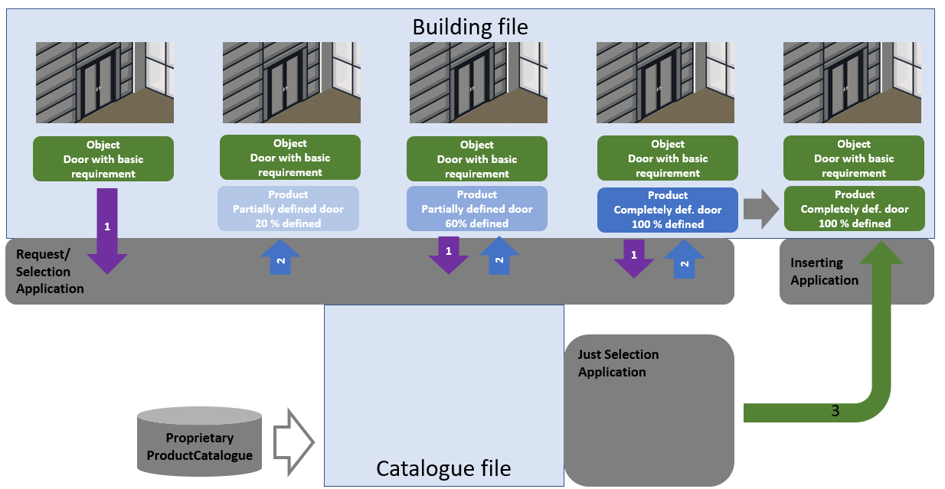 Building file
Object
Door with basic
requirement
Object
Door with basic
requirement
Object
Door with basic
requirement
Object
Door with basic
requirement
Object
Door with basic
requirement
Product
Partially defined door
20 % defined
Product
Partially defined door
60% defined
Product
Completely def. door
100 % defined
Product
Completely def. door
100 % defined
1
2
1
2
1
2
Request/
Selection
Application
Inserting
Application
Just Selection
Application
3
Proprietary
ProductCatalogue
Catalogue file